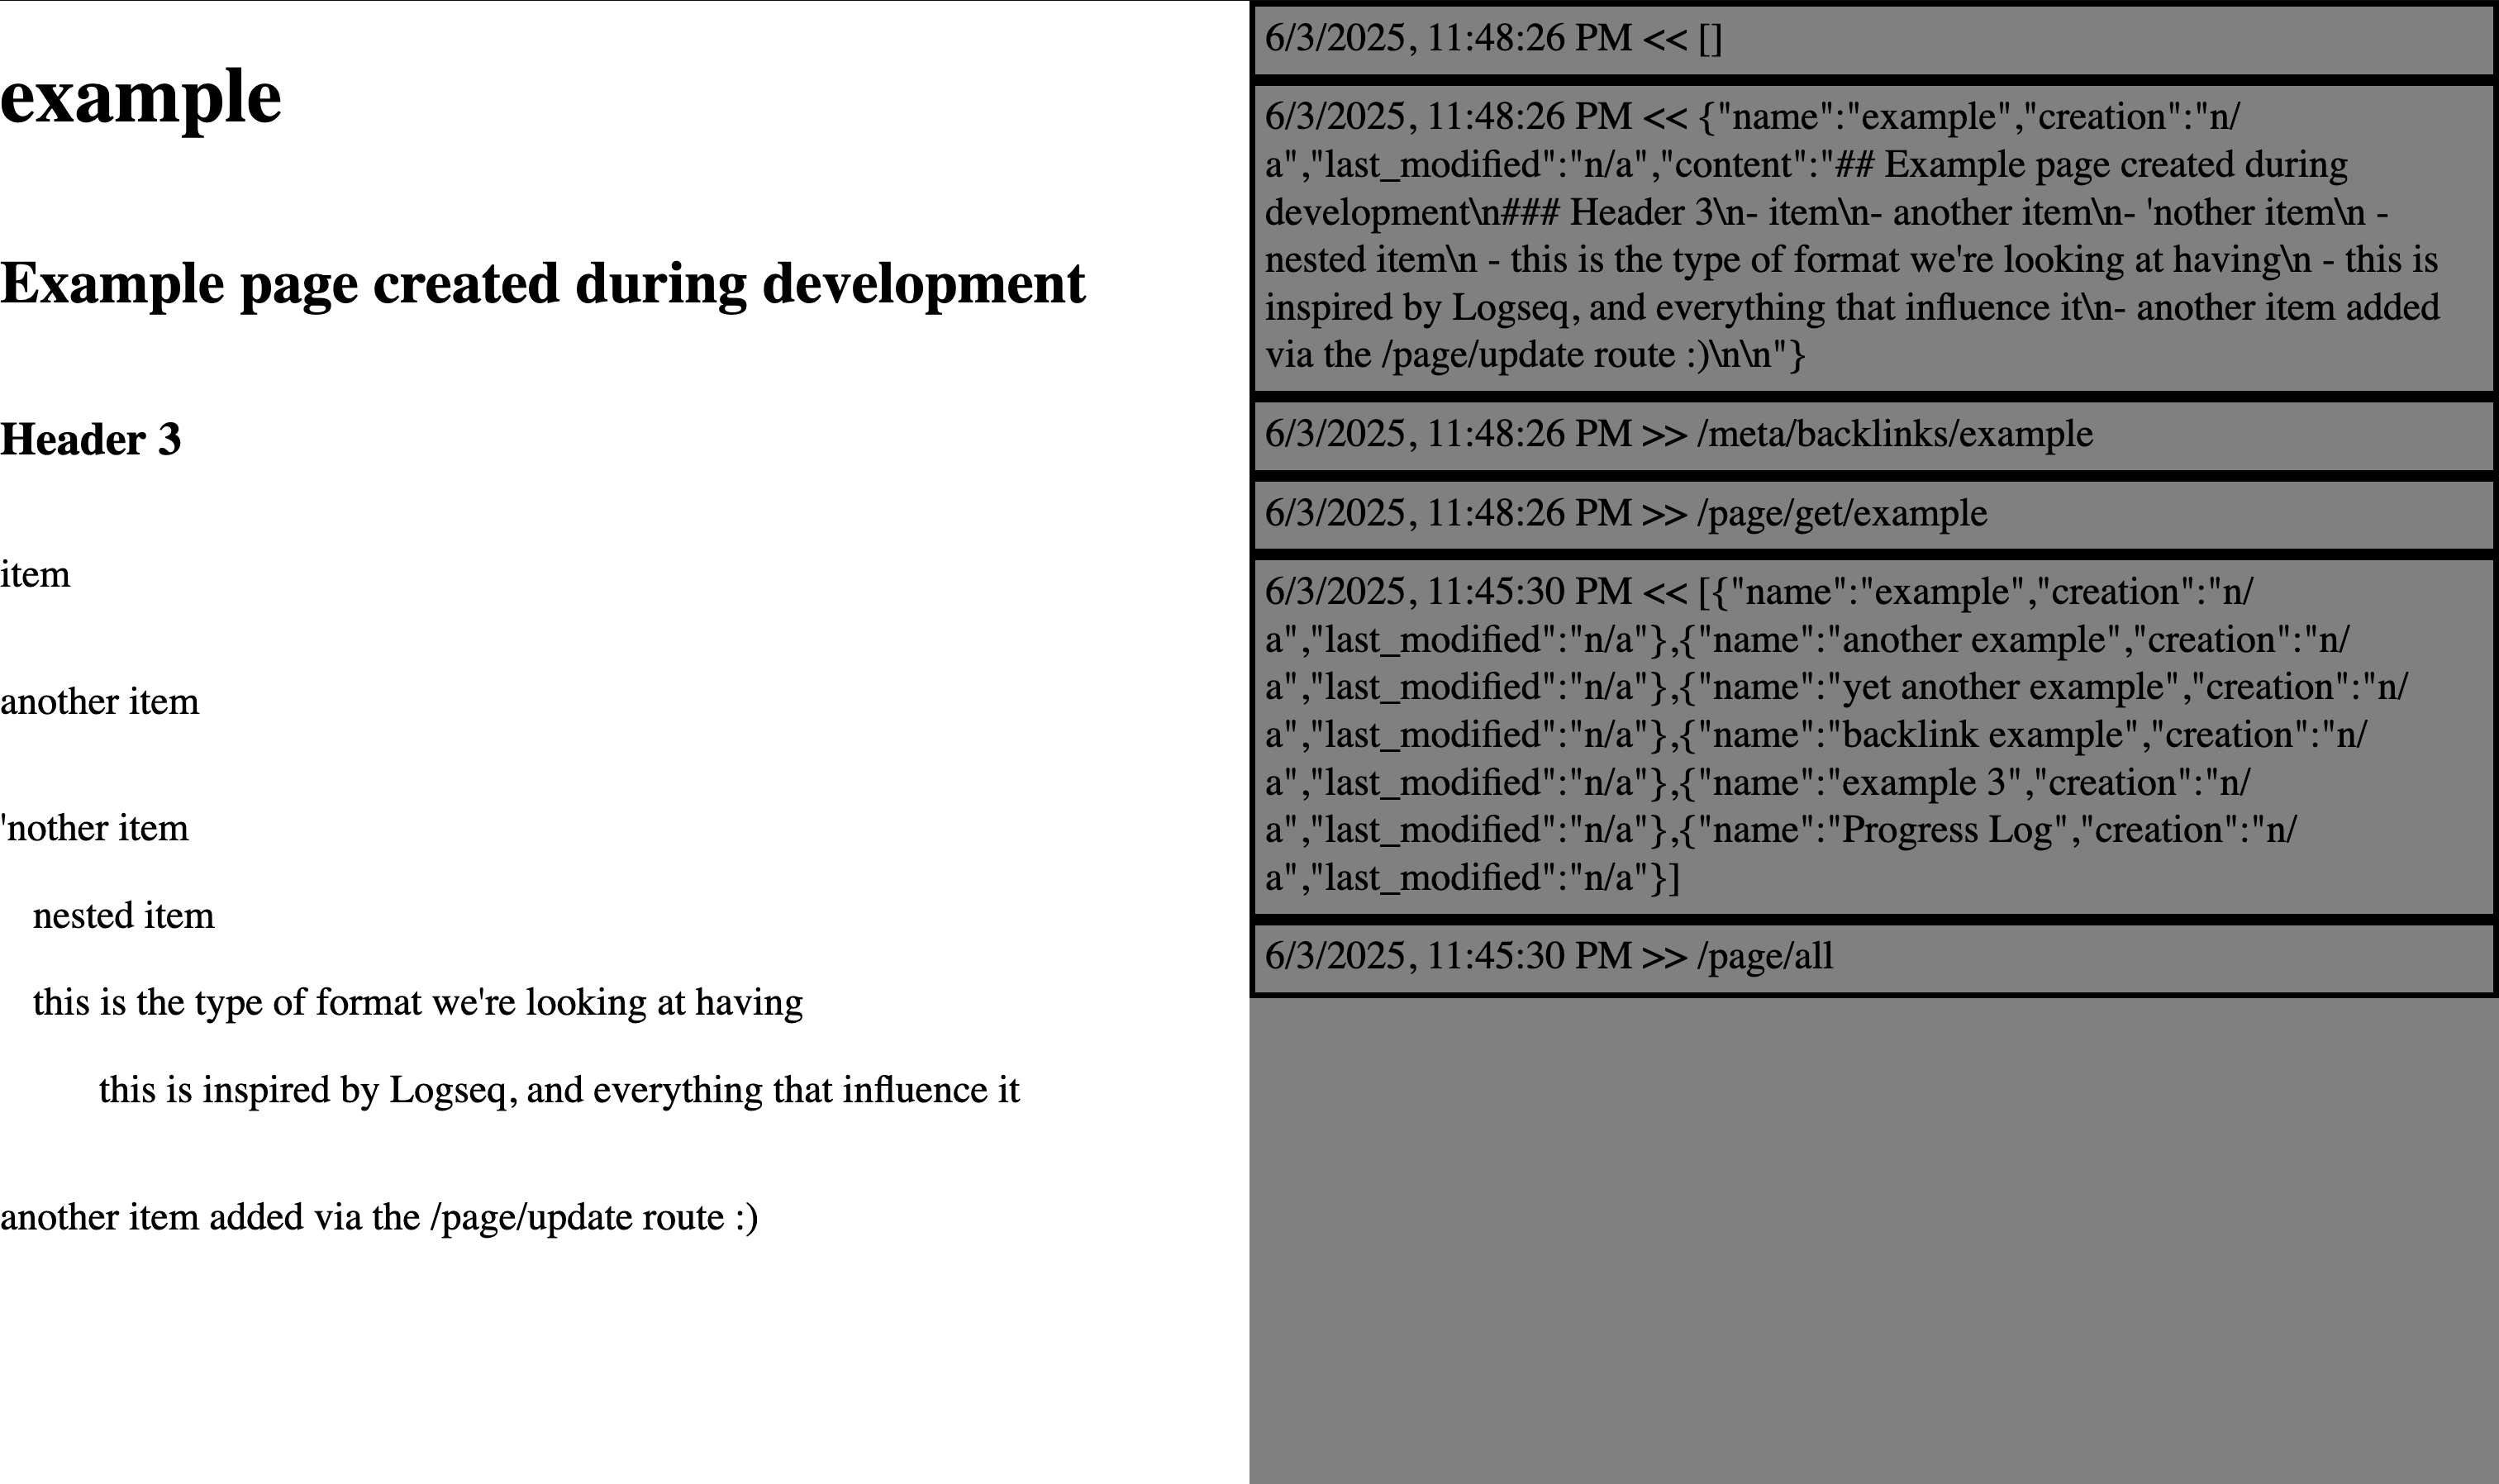 example
Example page created during development
Header 3
item
another item
'nother item
nested item
this is the type of format we're looking at having
this is inspired by Logseq, and everything that influence it
another item added via the /page/update route :)
6/3/2025, 11:48:26 PM << []
6/3/2025, 11:48:26 PM << {"name":"example","creation":"n/
a","last_modified":"n/a","content":"## Example page created during
development\n### Header 3\n- item\n- another item\n- 'nother item\n -
nested item\n - this is the type of format we're looking at having\n - this is
inspired by Logseq, and everything that influence it\n- another item added
via the /page/update route :)\n\n"}
6/3/2025, 11:48:26 PM >> /meta/backlinks/example
6/3/2025, 11:48:26 PM >> /page/get/example
6/3/2025, 11:45:30 PM << [{"name":"example","creation":"n/
a","last_modified":"n/a"},{"name":"another example","creation":"n/
a","last_modified":"n/a"},{"name":"yet another example","creation":"n/
a","last_modified":"n/a"},{"name":"backlink example","creation":"n/
a","last_modified":"n/a"},{"name":"example 3","creation":"n/
a","last_modified":"n/a"},{"name":"Progress Log","creation":"n/
a","last_modified":"n/a"}]
6/3/2025, 11:45:30 PM >> /page/all